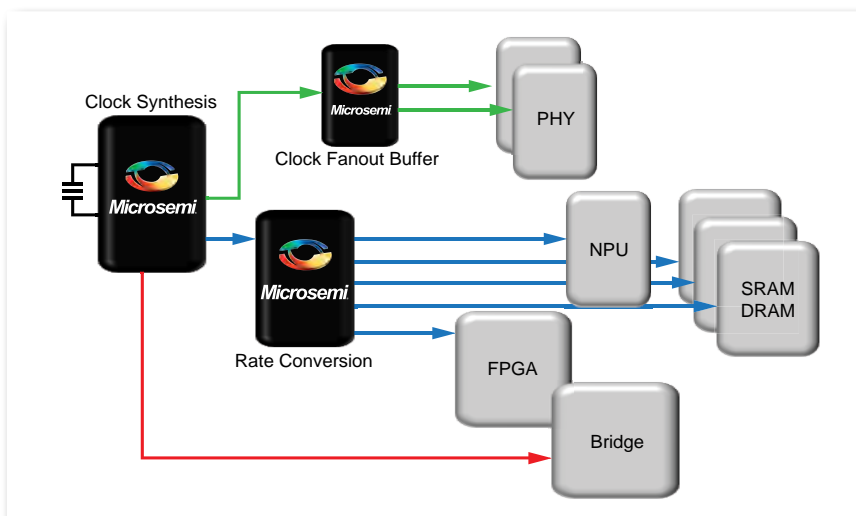 Clock Synthesis
Microsemi.
Microsemi
Clock Fanout Buffer
PHY
Microsemi.
Rate Conversion
NPU
SRAM
DRAM
FPGA
Bridge